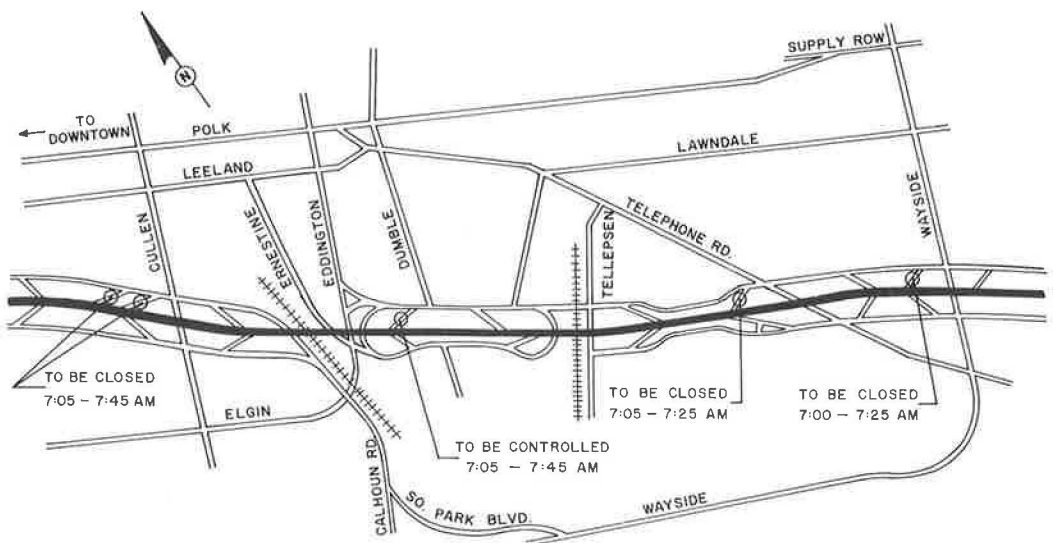 SUPPLY ROW
N
TO
DOWNTOWN
POLK
LAWNDALE
LEELAND
CULLEN
ERNESTINE
EDDINGTON
DUMBLE
TELLEPSEN
TELEPHONE RD.
WAYSIDE
TO BE CLOSED
7:05 - 7:45 AM
TO BE CLOSED
7:05 - 7:25 AM
TO BE CLOSED
7:00 - 7:25 AM
ELGIN
TO BE CONTROLLED
7:05 - 7:45 AM
CALHOUN RD.
SO. PARK BLVD.
WAYSIDE